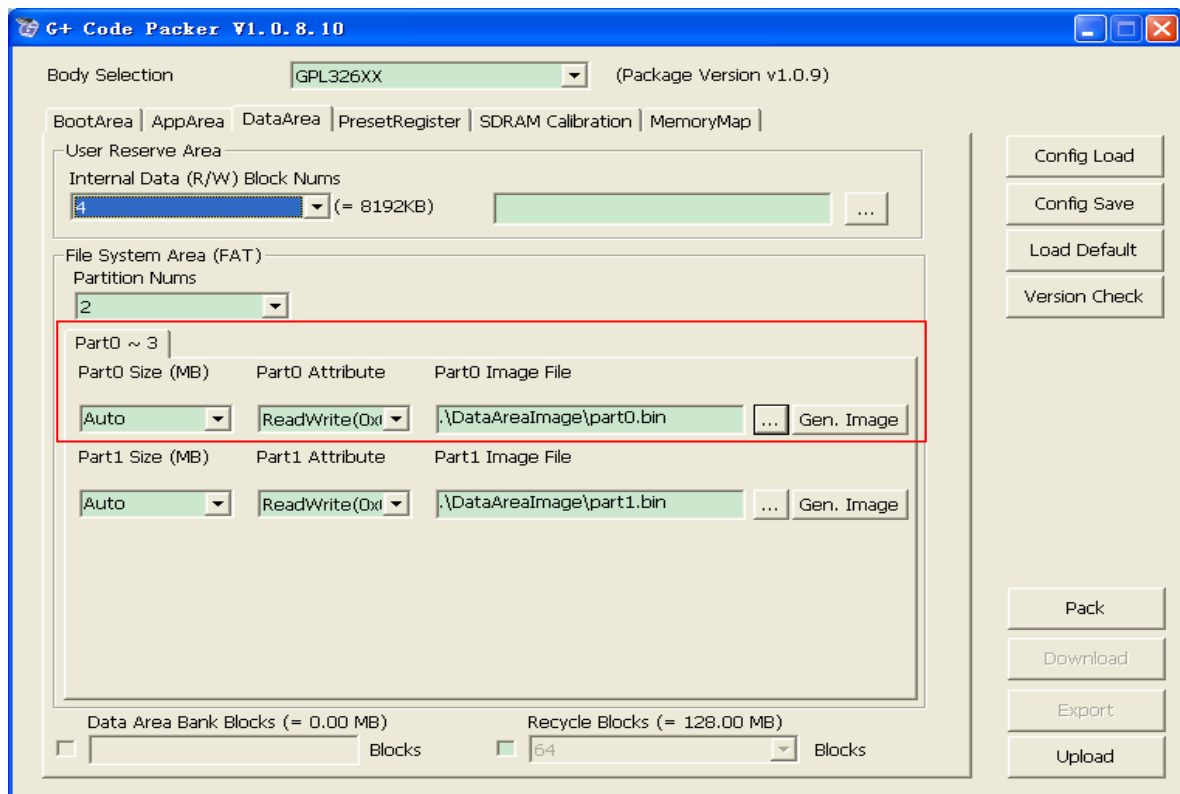 G+ Code Packer V1.0.8.10
Body Selection GPL326XX (Package Version v1.0.9)
BootArea AppArea DataArea PresetRegister SDRAM Calibration MemoryMap
User Reserve Area
Internal Data (R/W) Block Nums
4 (= 8192KB) ...
File System Area (FAT)
Partition Nums
2
Part0 ~ 3
Part0 Size (MB) Part0 Attribute Part0 Image File
Auto ReadWrite(0x .\DataAreaImage\part0.bin ... Gen. Image
Part1 Size (MB) Part1 Attribute Part1 Image File
Auto ReadWrite(0x .\DataAreaImage\part1.bin ... Gen. Image
Data Area Bank Blocks (= 0.00 MB) Recycle Blocks (= 128.00 MB)
Blocks 64 Blocks
Config Load
Config Save
Load Default
Version Check
Pack
Download
Export
Upload